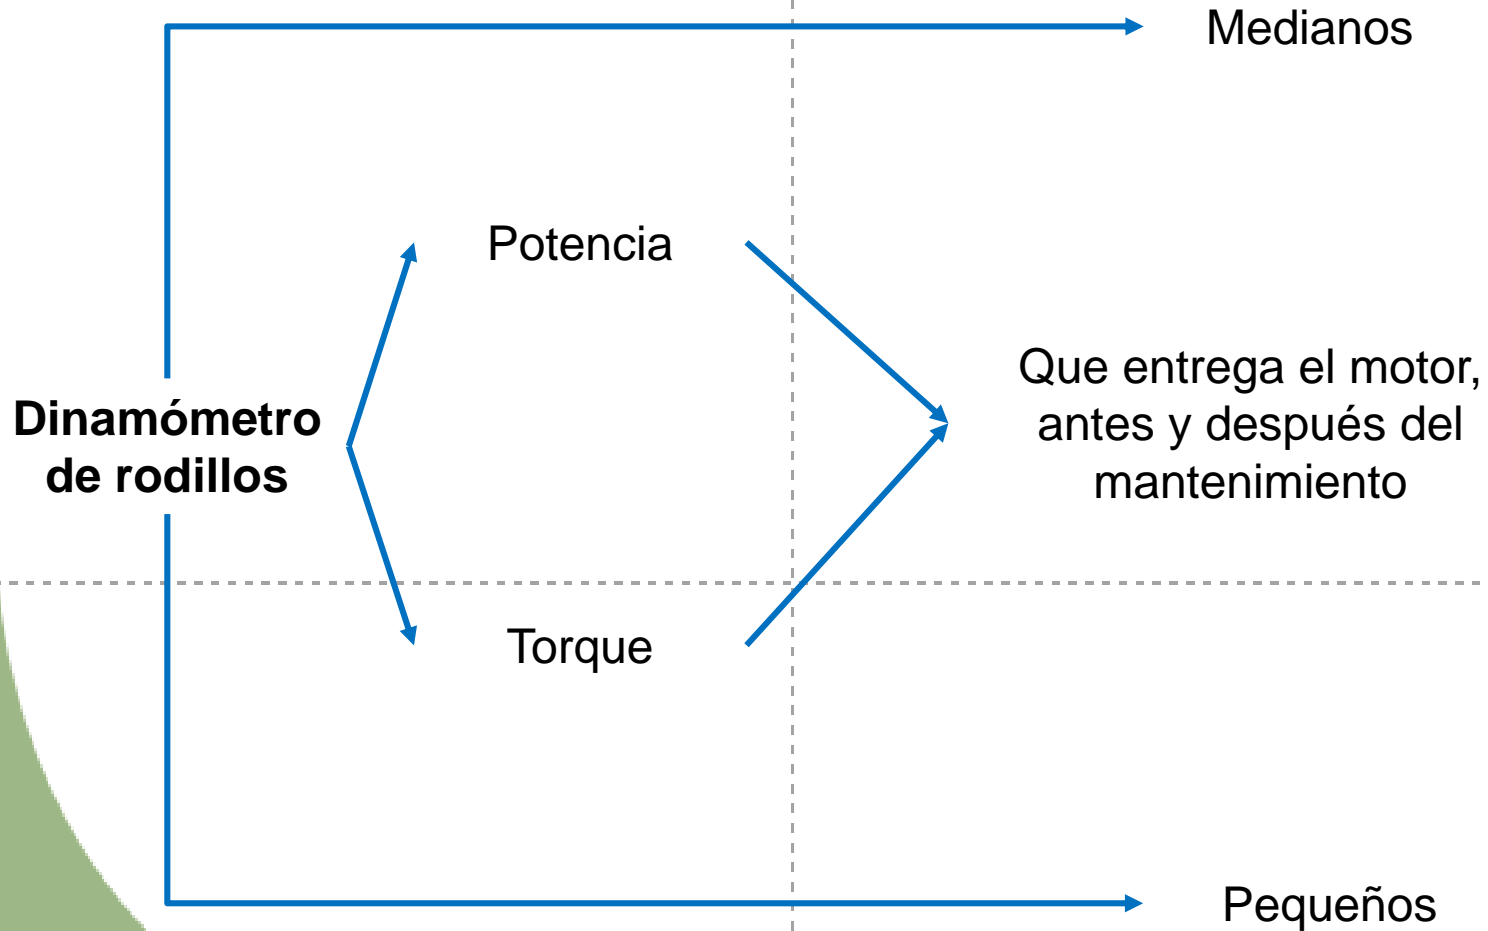 Medianos
Potencia
Que entrega el motor,
antes y después del
mantenimiento
Dinamómetro
de rodillos
Torque
Pequeños